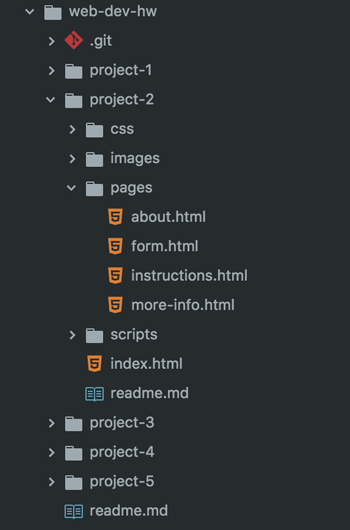 web-dev-hw
.git
project-1
project-2
css
images
pages
about.html
form.html
instructions.html
more-info.html
scripts
index.html
readme.md
project-3
project-4
project-5
readme.md